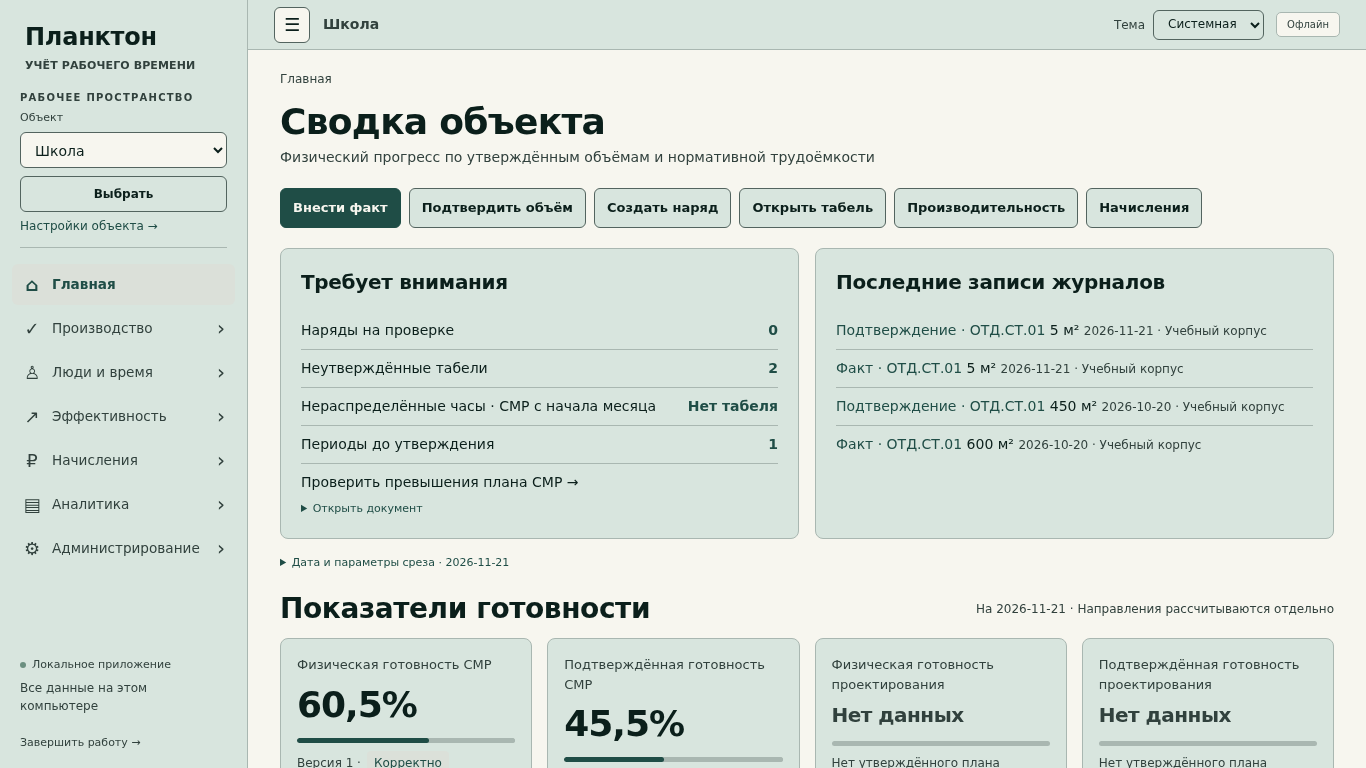 Планктон
УЧЁТ РАБОЧЕГО ВРЕМЕНИ
РАБОЧЕЕ ПРОСТРАНСТВО
Объект
Школа
Выбрать
Настройки объекта →
Главная
Производство
Люди и время
Эффективность
Начисления
Аналитика
Администрирование
Локальное приложение
Все данные на этом
компьютере
Завершить работу →
Школа
Тема
Системная
Офлайн
Главная
Сводка объекта
Физический прогресс по утверждённым объёмам и нормативной трудоёмкости
Внести факт
Подтвердить объём
Создать наряд
Открыть табель
Производительность
Начисления
Требует внимания
Наряды на проверке 0
Неутверждённые табели 2
Нераспределённые часы · СМР с начала месяца Нет табеля
Периоды до утверждения 1
Проверить превышения плана СМР →
Открыть документ
Последние записи журналов
Подтверждение · ОТД.СТ.01 5 м² 2026-11-21 · Учебный корпус
Факт · ОТД.СТ.01 5 м² 2026-11-21 · Учебный корпус
Подтверждение · ОТД.СТ.01 450 м² 2026-10-20 · Учебный корпус
Факт · ОТД.СТ.01 600 м² 2026-10-20 · Учебный корпус
Дата и параметры среза · 2026-11-21
Показатели готовности
На 2026-11-21 · Направления рассчитываются отдельно
Физическая готовность СМР
60,5%
Версия 1 · Корректно
Подтверждённая готовность
СМР
45,5%
Физическая готовность
проектирования
Нет данных
Нет утверждённого плана
Подтверждённая готовность
проектирования
Нет данных
Нет утверждённого плана